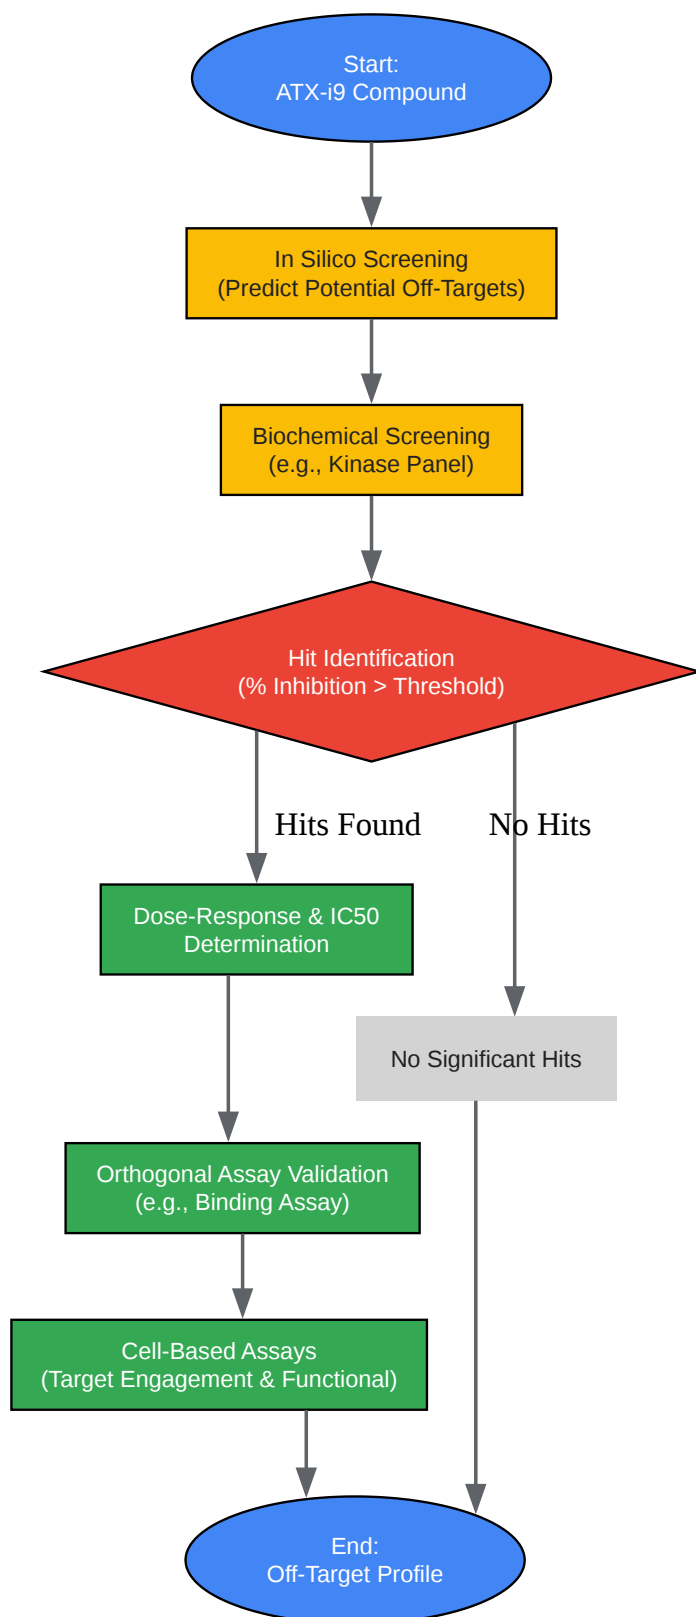 Start:
ATX-i9 Compound
In Silico Screening
(Predict Potential Off-Targets)
Biochemical Screening
(e.g., Kinase Panel)
Hit Identification
(% Inhibition > Threshold)
Hits Found
No Hits
Dose-Response & IC50
Determination
No Significant Hits
Orthogonal Assay Validation
(e.g., Binding Assay)
Cell-Based Assays
(Target Engagement & Functional)
End:
Off-Target Profile